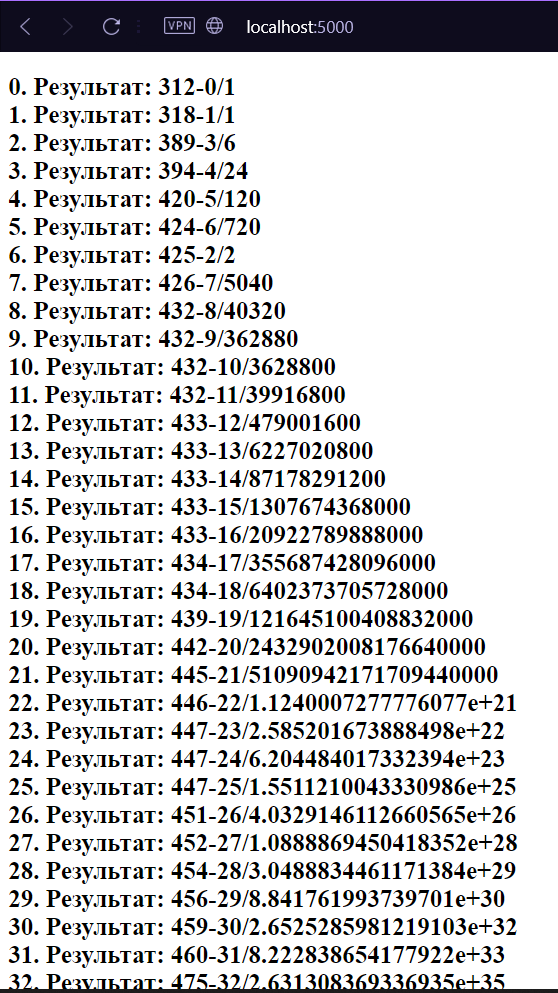 VPN localhost:5000
0. Результат: 312-0/1
1. Результат: 318-1/1
2. Результат: 389-3/6
3. Результат: 394-4/24
4. Результат: 420-5/120
5. Результат: 424-6/720
6. Результат: 425-2/2
7. Результат: 426-7/5040
8. Результат: 432-8/40320
9. Результат: 432-9/362880
10. Результат: 432-10/3628800
11. Результат: 432-11/39916800
12. Результат: 433-12/479001600
13. Результат: 433-13/6227020800
14. Результат: 433-14/87178291200
15. Результат: 433-15/1307674368000
16. Результат: 433-16/20922789888000
17. Результат: 434-17/355687428096000
18. Результат: 434-18/6402373705728000
19. Результат: 439-19/121645100408832000
20. Результат: 442-20/2432902008176640000
21. Результат: 445-21/51090942171709440000
22. Результат: 446-22/1.1240007277776077e+21
23. Результат: 447-23/2.585201673888498e+22
24. Результат: 447-24/6.204484017332394e+23
25. Результат: 447-25/1.5511210043330986e+25
26. Результат: 451-26/4.0329146112660565e+26
27. Результат: 452-27/1.0888869450418352e+28
28. Результат: 454-28/3.0488834461171384e+29
29. Результат: 456-29/8.841761993739701e+30
30. Результат: 459-30/2.6525285981219103e+32
31. Результат: 460-31/8.222838654177922e+33
32. Результат: 475-32/2.631308369336935e+35